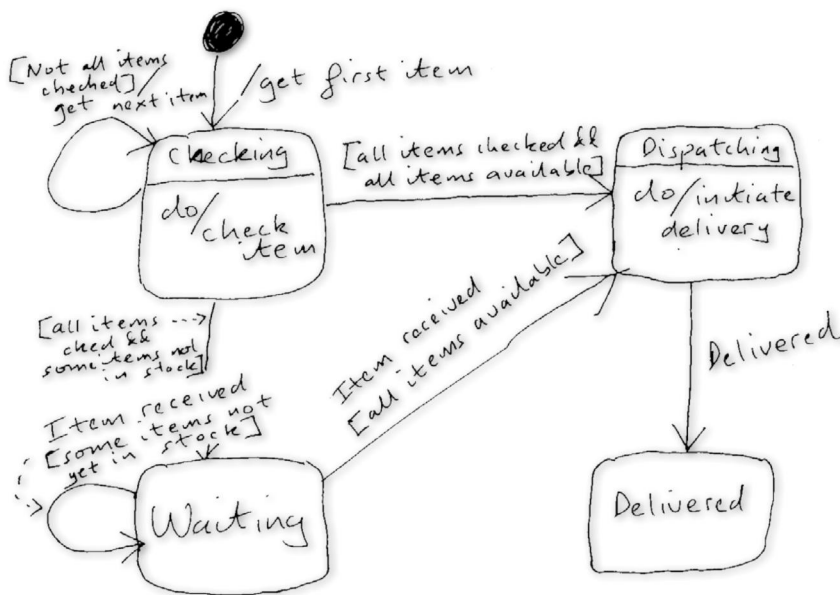 [Not all items
checked]/
get next item
/get first item
Checking
do/
check
item
[all items checked &&
all items available]
Dispatching
do/initiate
delivery
[all items
cked &&
some items not
in stock]
Item received
[some items not
yet in stock]
Item received
[all items available]
Delivered
Waiting
Delivered